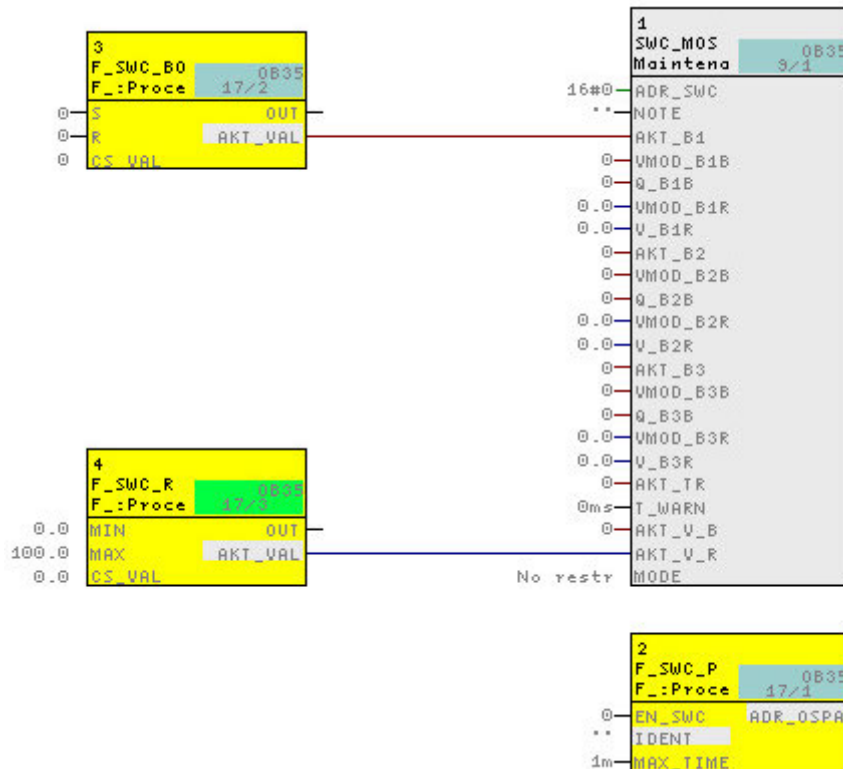 3
F_SWC_BO
F_:Proce
OB35
17/2
0 S OUT
0 R AKT_VAL
0 CS_VAL
1
SWC_MOS
Maintena
OB35
9/1
16#0 ADR_SWC
'' NOTE
AKT_B1
0 VMOD_B1B
0 Q_B1B
0.0 VMOD_B1R
0.0 V_B1R
0 AKT_B2
0 VMOD_B2B
0 Q_B2B
0.0 VMOD_B2R
0.0 V_B2R
0 AKT_B3
0 VMOD_B3B
0 Q_B3B
0.0 VMOD_B3R
0.0 V_B3R
0 AKT_TR
0ms T_WARN
0 AKT_V_B
AKT_V_R
No restr MODE
4
F_SWC_R
F_:Proce
OB35
17/3
0.0 MIN OUT
100.0 MAX AKT_VAL
0.0 CS_VAL
2
F_SWC_P
F_:Proce
OB35
17/1
0 EN_SWC ADR_OSPA
'' IDENT
1m MAX_TIME